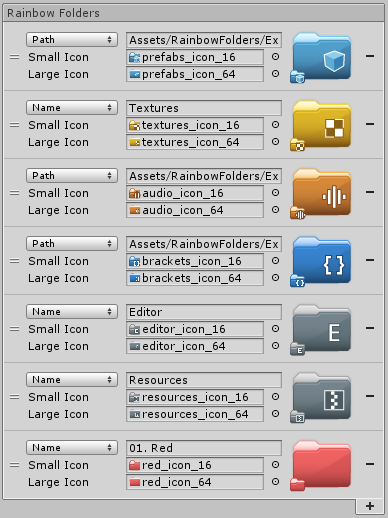 Rainbow Folders
Path Assets/RainbowFolders/Ex
Small Icon prefabs_icon_16
Large Icon prefabs_icon_64
Name Textures
Small Icon textures_icon_16
Large Icon textures_icon_64
Path Assets/RainbowFolders/Ex
Small Icon audio_icon_16
Large Icon audio_icon_64
Path Assets/RainbowFolders/Ex
Small Icon brackets_icon_16
Large Icon brackets_icon_64
{ }
Name Editor
Small Icon editor_icon_16
Large Icon editor_icon_64
E
Name Resources
Small Icon resources_icon_16
Large Icon resources_icon_64
Name 01. Red
Small Icon red_icon_16
Large Icon red_icon_64